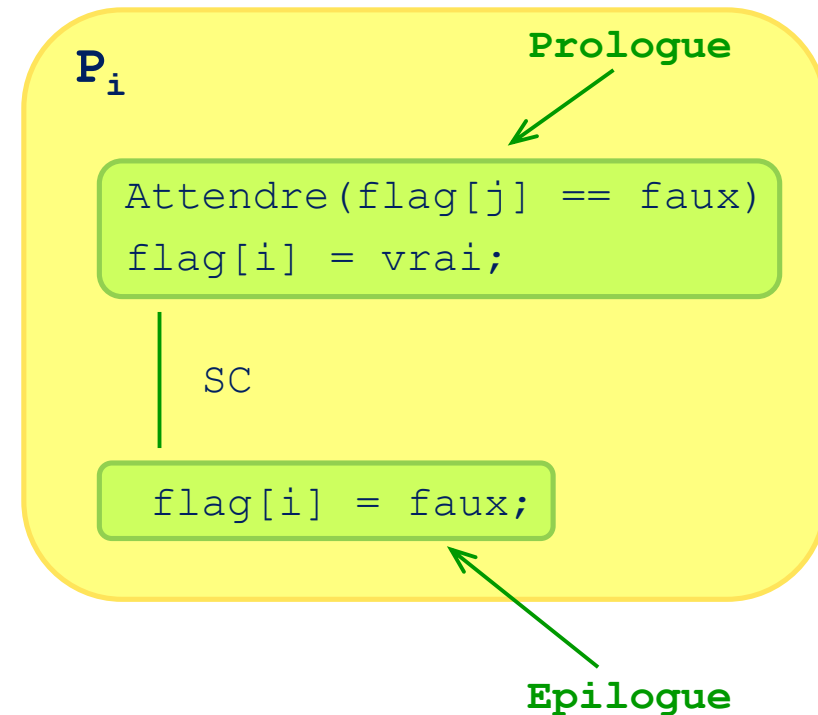 Prologue
Pi
Attendre(flag[j] == faux)
flag[i] = vrai;
SC
flag[i] = faux;
Epilogue